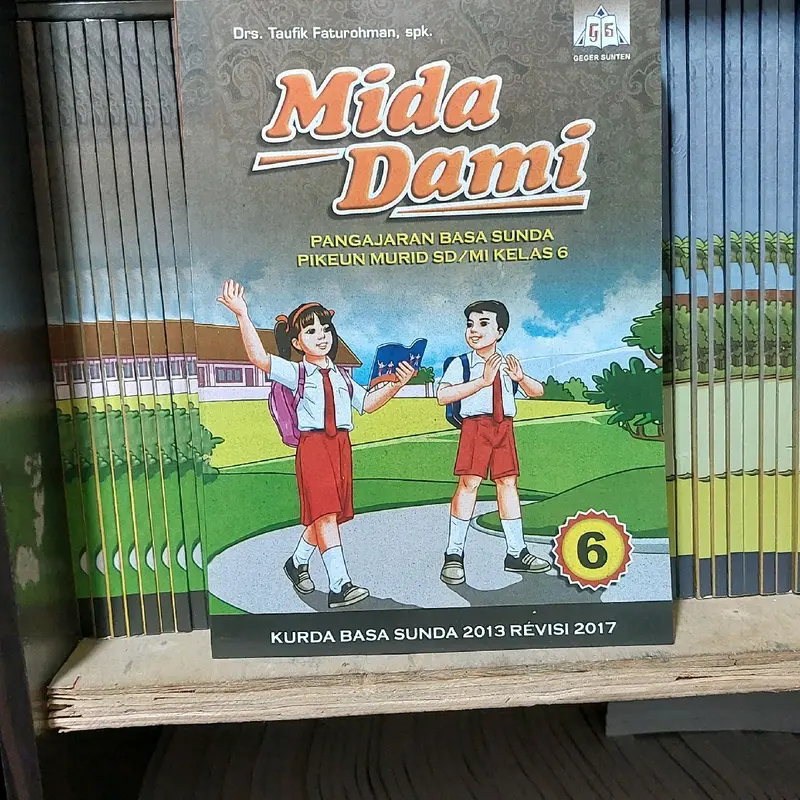 Drs. Taufik Faturohman, spk.
GEGER SUNTEN
Mida
Dami
PANGAJARAN BASA SUNDA
PIKEUN MURID SD/MI KELAS 6
6
KURDA BASA SUNDA 2013 RÉVISI 2017